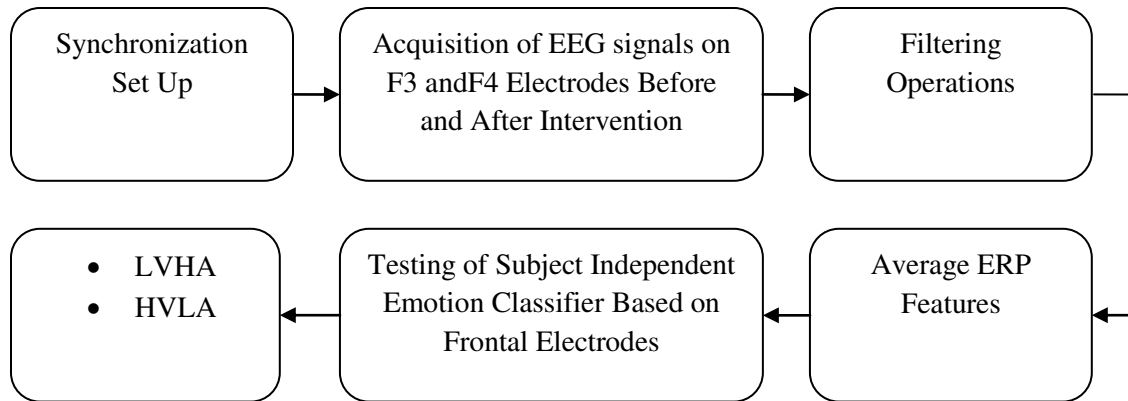 Synchronization
Set Up
Acquisition of EEG signals on
F3 andF4 Electrodes Before
and After Intervention
Filtering
Operations
• LVHA
• HVLA
Testing of Subject Independent
Emotion Classifier Based on
Frontal Electrodes
Average ERP
Features